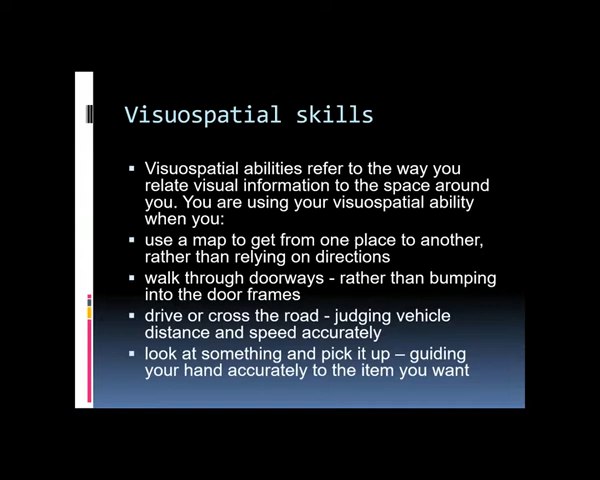 Visuospatial skills
▪ Visuospatial abilities refer to the way you
relate visual information to the space around
you. You are using your visuospatial ability
when you:
▪ use a map to get from one place to another,
rather than relying on directions
▪ walk through doorways - rather than bumping
into the door frames
▪ drive or cross the road - judging vehicle
distance and speed accurately
▪ look at something and pick it up – guiding
your hand accurately to the item you want